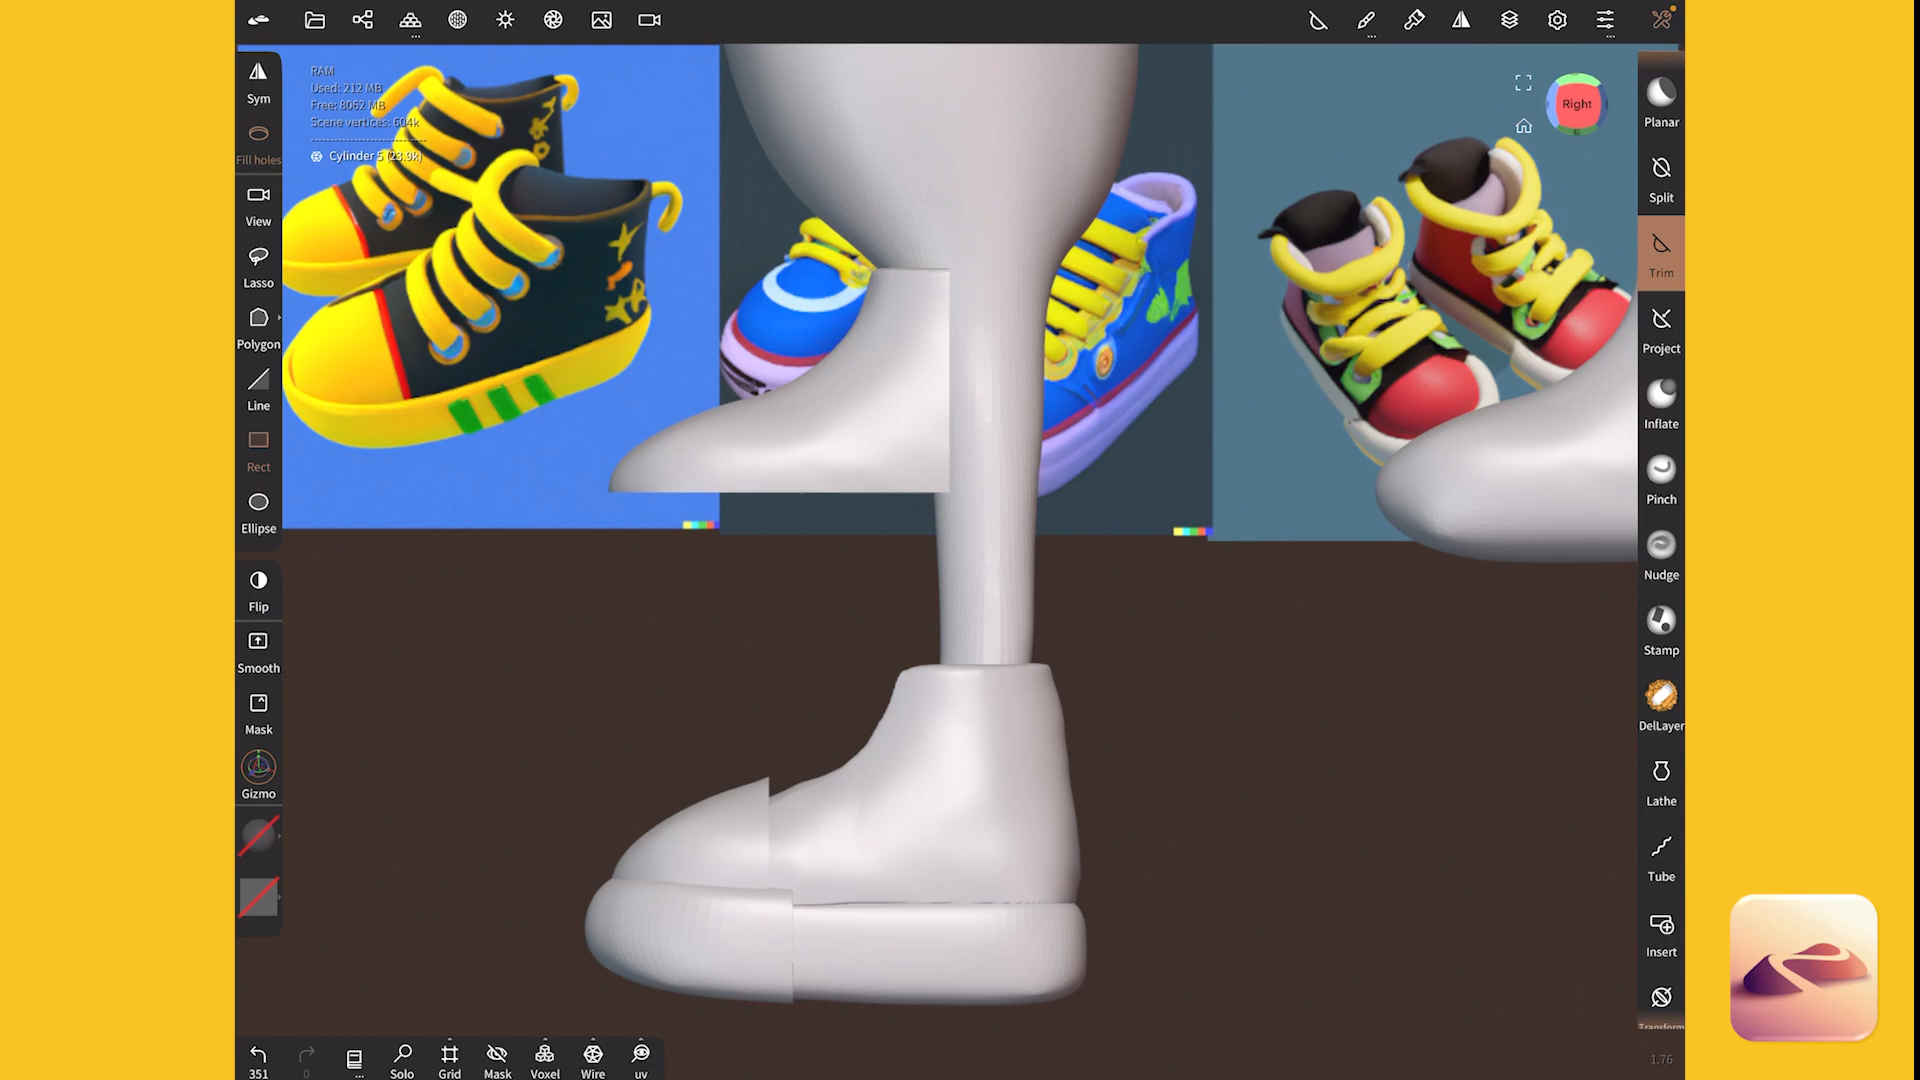 RAM
Used: 212 MB
Free: 8062 MB
Scene vertices: 604k
Cylinder 5 (23.9k)
Right
Sym
Fill holes
View
Lasso
Polygon
Line
Rect
Ellipse
Flip
Smooth
Mask
Gizmo
Planar
Split
Trim
Project
Inflate
Pinch
Nudge
Stamp
DelLayer
Lathe
Tube
Insert
Transform
1.76
351
0
Solo
Grid
Mask
Voxel
Wire
uv